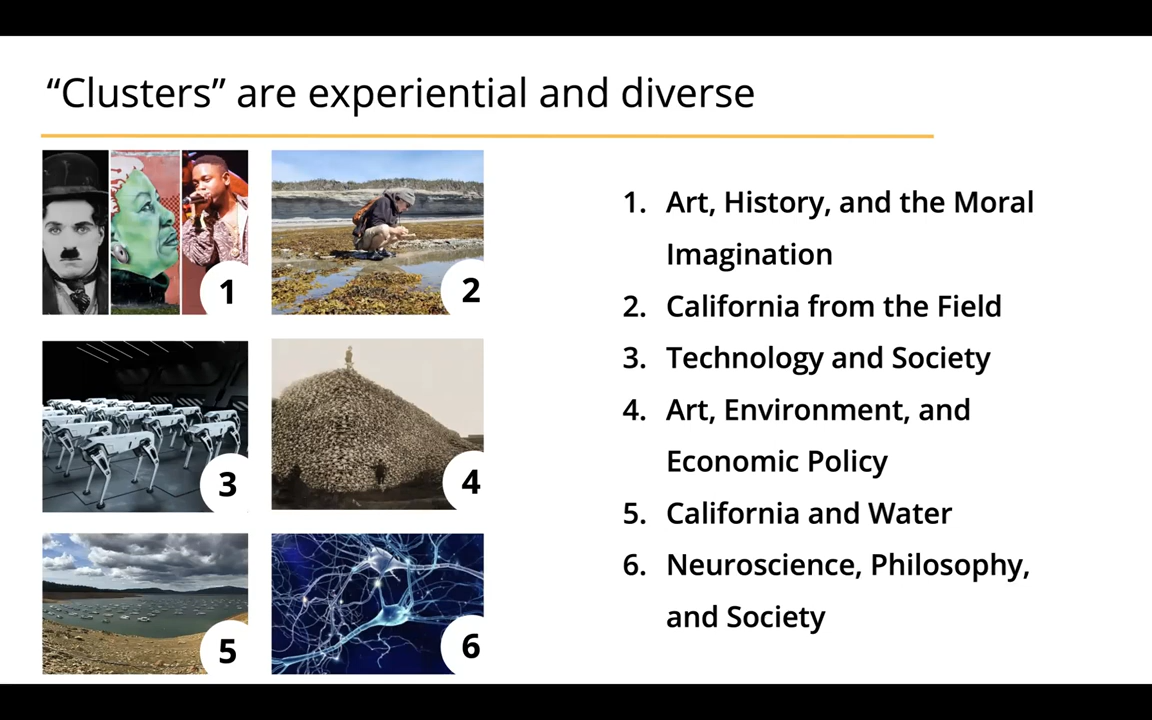 “Clusters” are experiential and diverse
1
2
3
4
5
6
1. Art, History, and the Moral
Imagination
2. California from the Field
3. Technology and Society
4. Art, Environment, and
Economic Policy
5. California and Water
6. Neuroscience, Philosophy,
and Society